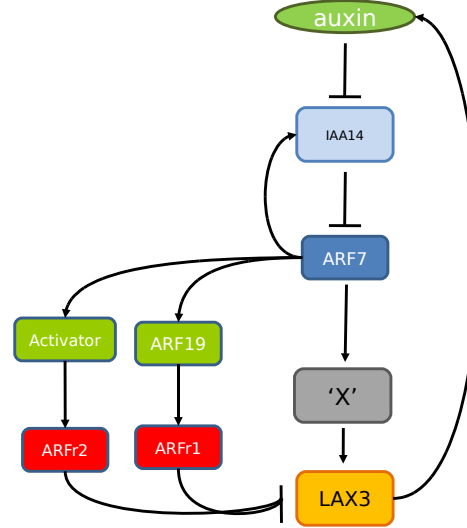 auxin
IAA14
ARF7
Activator
ARF19
‘X’
ARFr2
ARFr1
LAX3